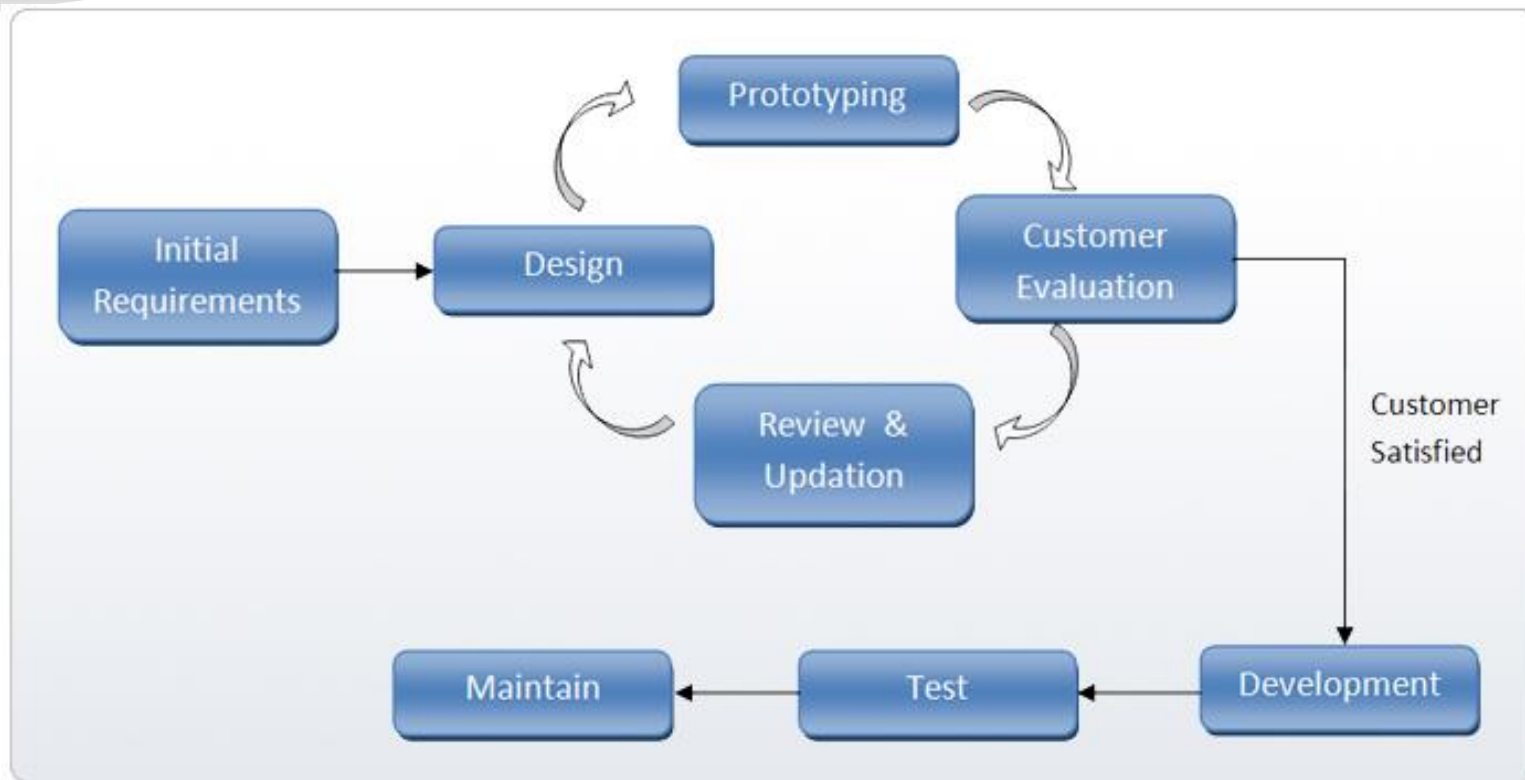 Prototyping
Initial
Requirements
Design
Customer
Evaluation
Review & 
Updation
Customer
Satisfied
Maintain
Test
Development